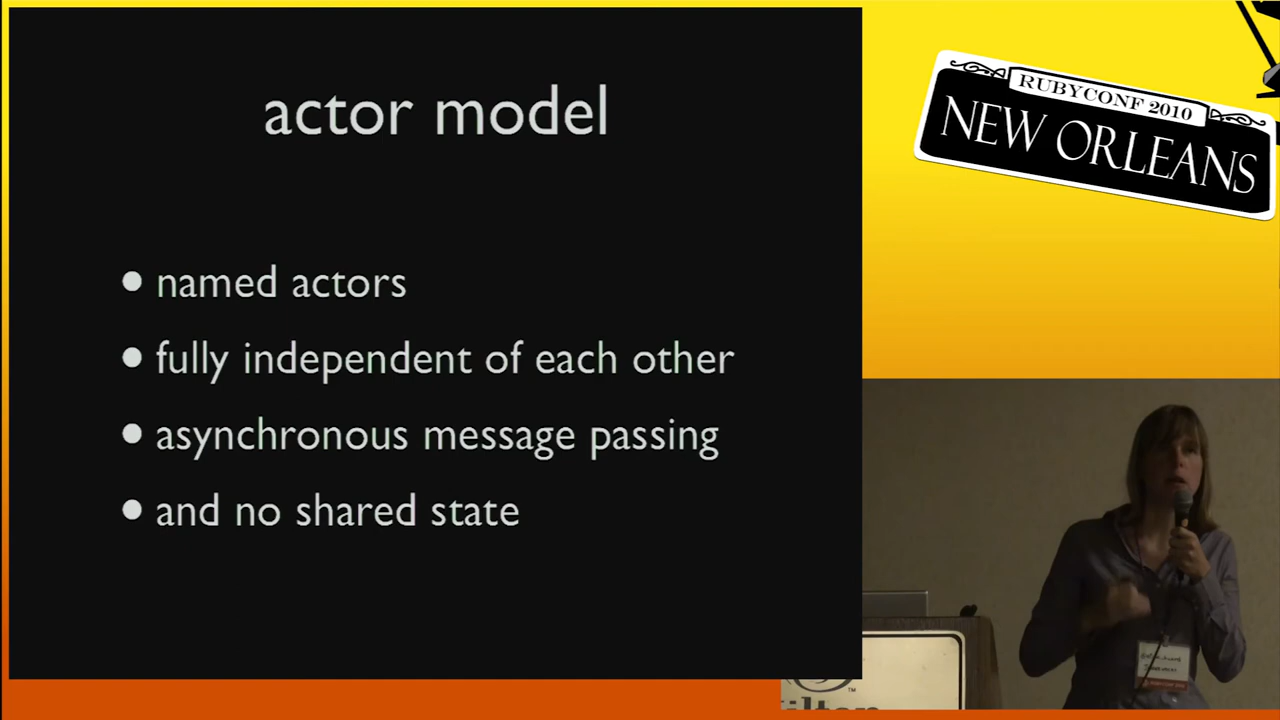 actor model
● named actors
● fully independent of each other
● asynchronous message passing
● and no shared state
RUBYCONF 2010
NEW ORLEANS
TM